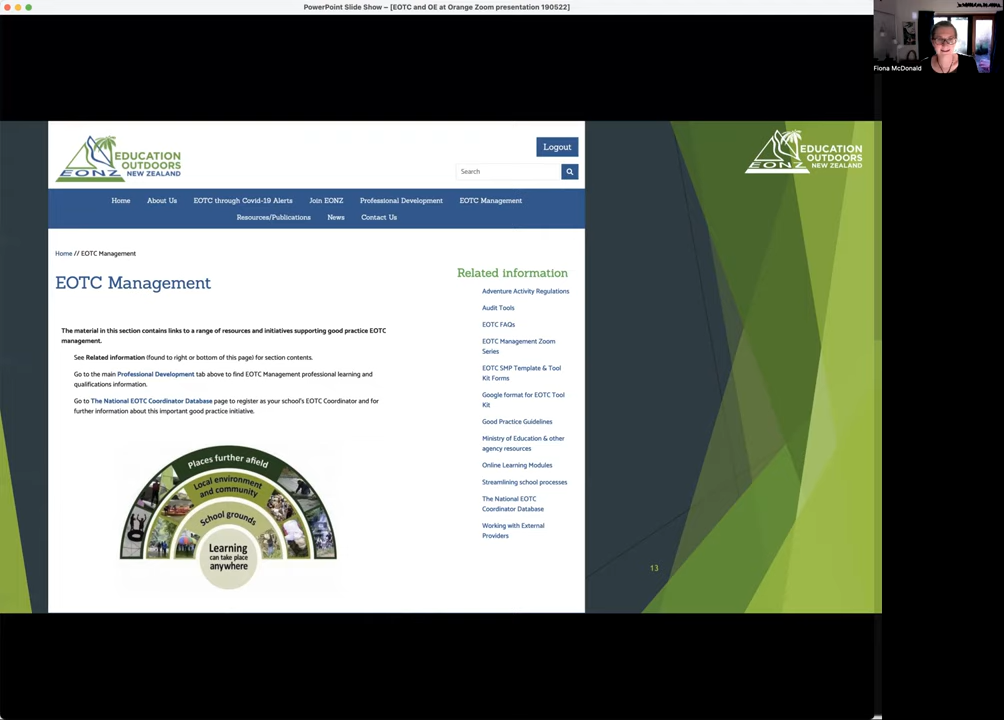 PowerPoint Slide Show – [EOTC and OE at Orange Zoom presentation 190522]
Fiona McDonald
EONZ
EDUCATION
OUTDOORS
NEW ZEALAND
Logout
Search
Home About Us EOTC through Covid-19 Alerts Join EONZ Professional Development EOTC Management
Resources/Publications News Contact Us
Home // EOTC Management
EOTC Management
The material in this section contains links to a range of resources and initiatives supporting good practice EOTC
management.
See Related information (found to right or bottom of this page) for section contents.
Go to the main Professional Development tab above to find EOTC Management professional learning and
qualifications information.
Go to The National EOTC Coordinator Database page to register as your school's EOTC Coordinator and for
further information about this important good practice initiative.
Places further afield
Local environment
and community
School grounds
Learning
can take place
anywhere
Related information
Adventure Activity Regulations
Audit Tools
EOTC FAQs
EOTC Management Zoom
Series
EOTC SMP Template & Tool
Kit Forms
Google format for EOTC Tool
Kit
Good Practice Guidelines
Ministry of Education & other
agency resources
Online Learning Modules
Streamlining school processes
The National EOTC
Coordinator Database
Working with External
Providers
EONZ
EDUCATION
OUTDOORS
NEW ZEALAND
13